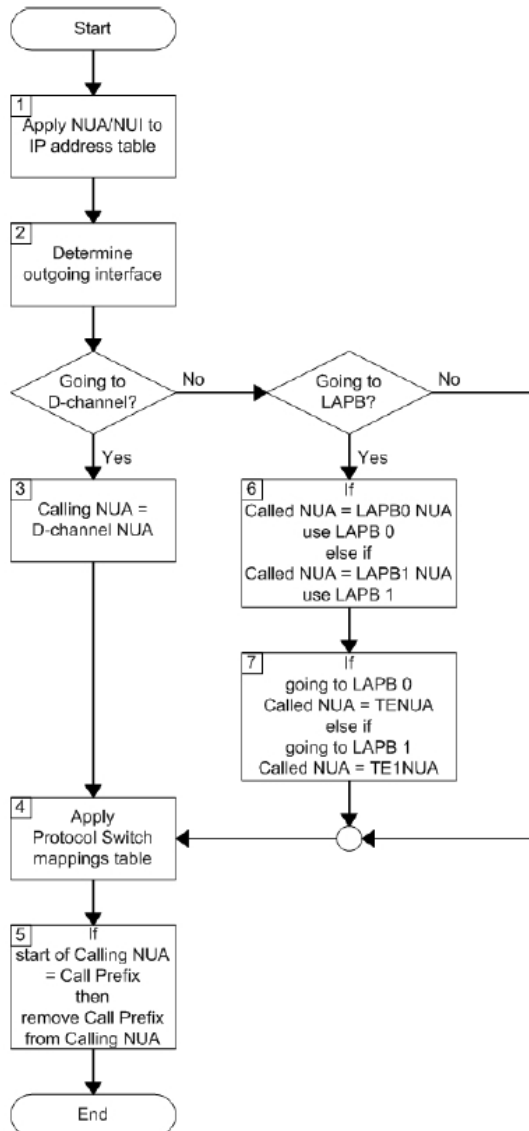 Start
1
Apply NUA/NUI to
IP address table
2
Determine
outgoing interface
Going to
D-channel?
No
Yes
Going to
LAPB?
No
Yes
3
Calling NUA =
D-channel NUA
6
If
Called NUA = LAPB0 NUA
use LAPB 0
else if
Called NUA = LAPB1 NUA
use LAPB 1
7
If
going to LAPB 0
Called NUA = TENUA
else if
going to LAPB 1
Called NUA = TE1NUA
4
Apply
Protocol Switch
mappings table
5
If
start of Calling NUA
= Call Prefix
then
remove Call Prefix
from Calling NUA
End